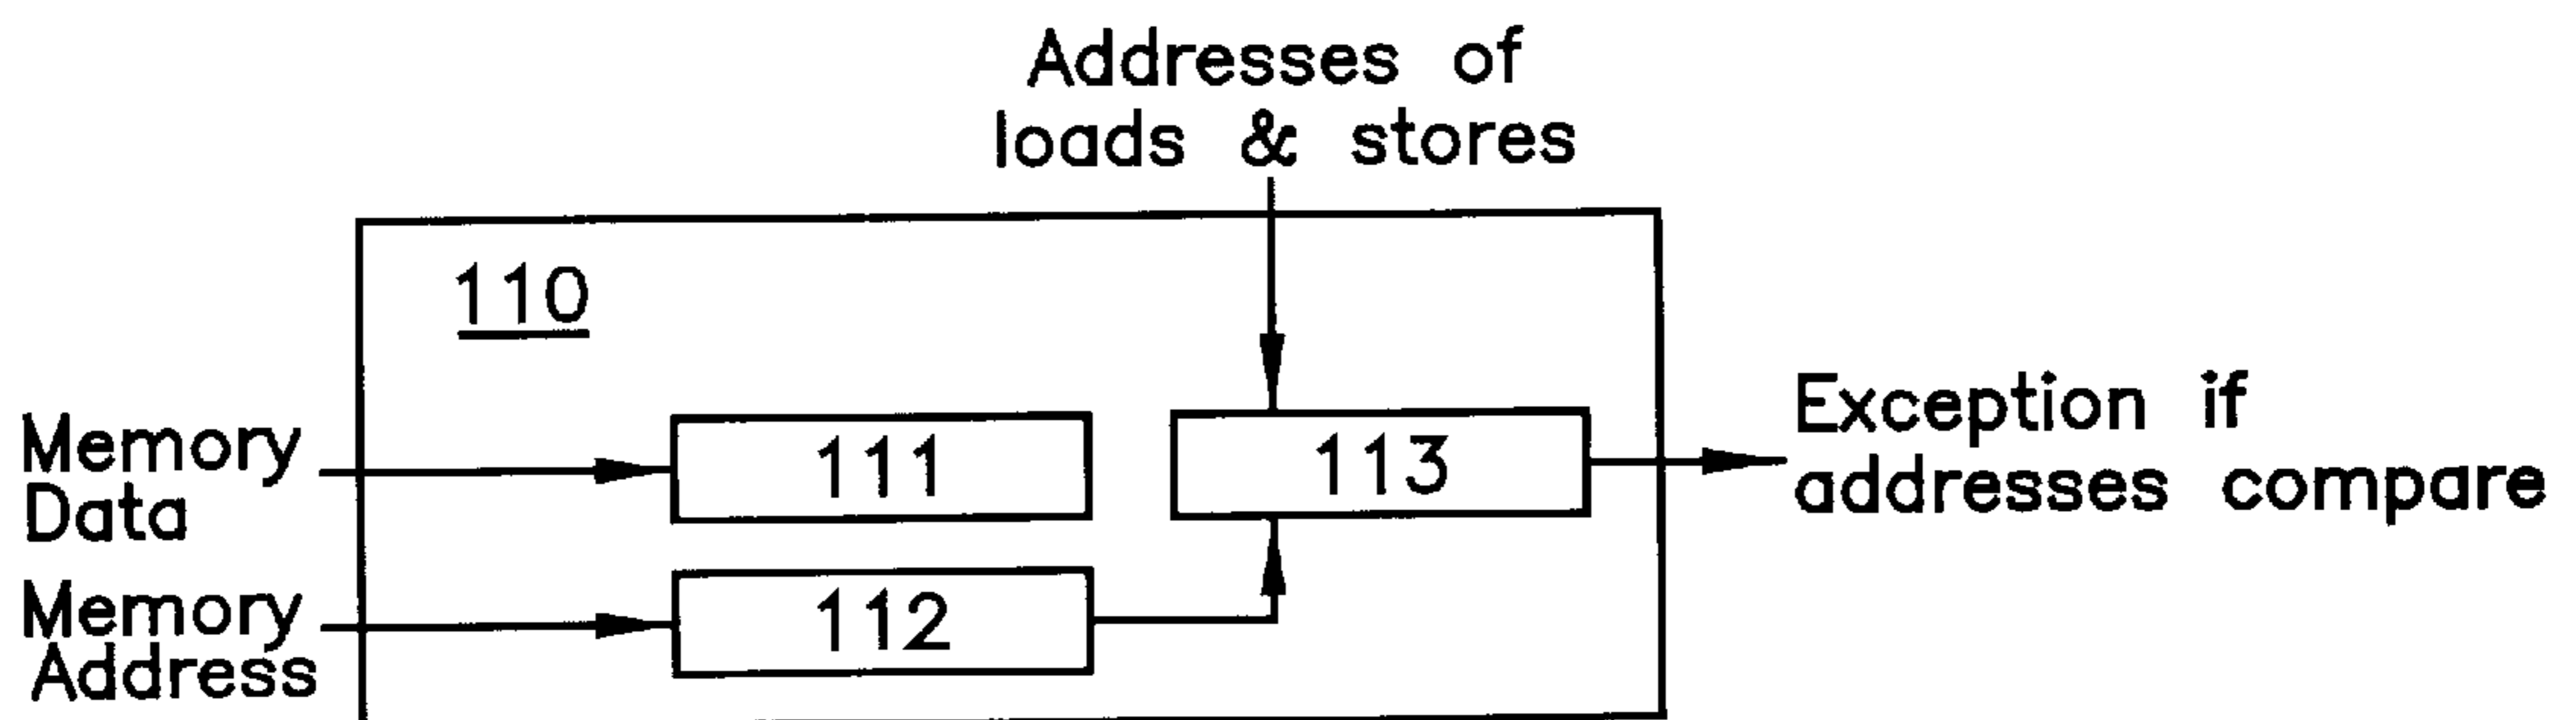 Addresses of
loads & stores
110
Memory
Data
111
113
Exception if
addresses compare
Memory
Address
112